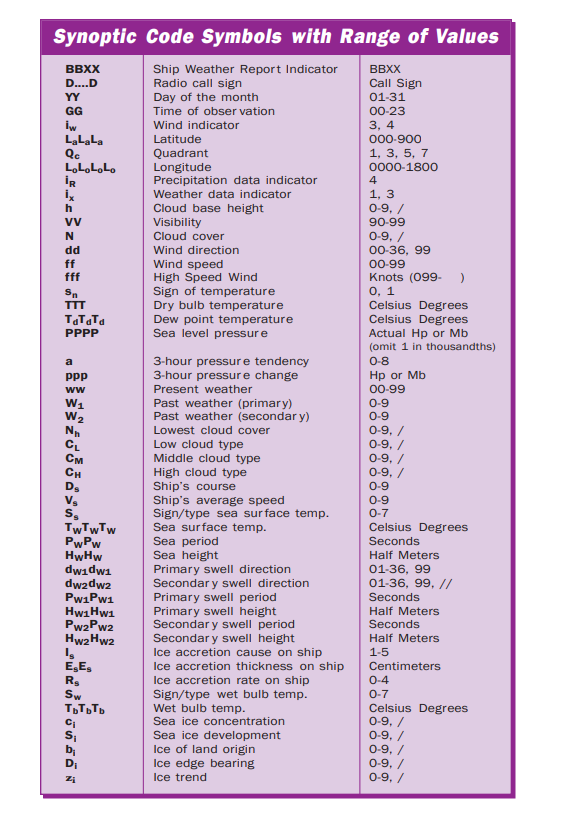 Synoptic Code Symbols with Range of Values
BBXX Ship Weather Report Indicator BBXX
D....D Radio call sign Call Sign
YY Day of the month 01-31
GG Time of observation 00-23
iw Wind indicator 3, 4
LaLaLa Latitude 000-900
Qc Quadrant 1, 3, 5, 7
LoLoLoLo Longitude 0000-1800
iR Precipitation data indicator 4
ix Weather data indicator 1, 3
h Cloud base height 0-9, /
VV Visibility 90-99
N Cloud cover 0-9, /
dd Wind direction 00-36, 99
ff Wind speed 00-99
fff High Speed Wind Knots (099- )
sn Sign of temperature 0, 1
TTT Dry bulb temperature Celsius Degrees
TdTdTd Dew point temperature Celsius Degrees
PPPP Sea level pressure Actual Hp or Mb
(omit 1 in thousandths)
a 3-hour pressure tendency 0-8
ppp 3-hour pressure change Hp or Mb
ww Present weather 00-99
W1 Past weather (primary) 0-9
W2 Past weather (secondary) 0-9
Nh Lowest cloud cover 0-9, /
CL Low cloud type 0-9, /
CM Middle cloud type 0-9, /
CH High cloud type 0-9, /
Ds Ship's course 0-9
Vs Ship's average speed 0-9
Ss Sign/type sea surface temp. 0-7
TwTwTw Sea surface temp. Celsius Degrees
PwPw Sea period Seconds
HwHw Sea height Half Meters
dw1dw1 Primary swell direction 01-36, 99
dw2dw2 Secondary swell direction 01-36, 99, //
Pw1Pw1 Primary swell period Seconds
Hw1Hw1 Primary swell height Half Meters
Pw2Pw2 Secondary swell period Seconds
Hw2Hw2 Secondary swell height Half Meters
Is Ice accretion cause on ship 1-5
EsEs Ice accretion thickness on ship Centimeters
Rs Ice accretion rate on ship 0-4
Sw Sign/type wet bulb temp. 0-7
TbTbTb Wet bulb temp. Celsius Degrees
ci Sea ice concentration 0-9, /
Si Sea ice development 0-9, /
bi Ice of land origin 0-9, /
Di Ice edge bearing 0-9, /
zi Ice trend 0-9, /